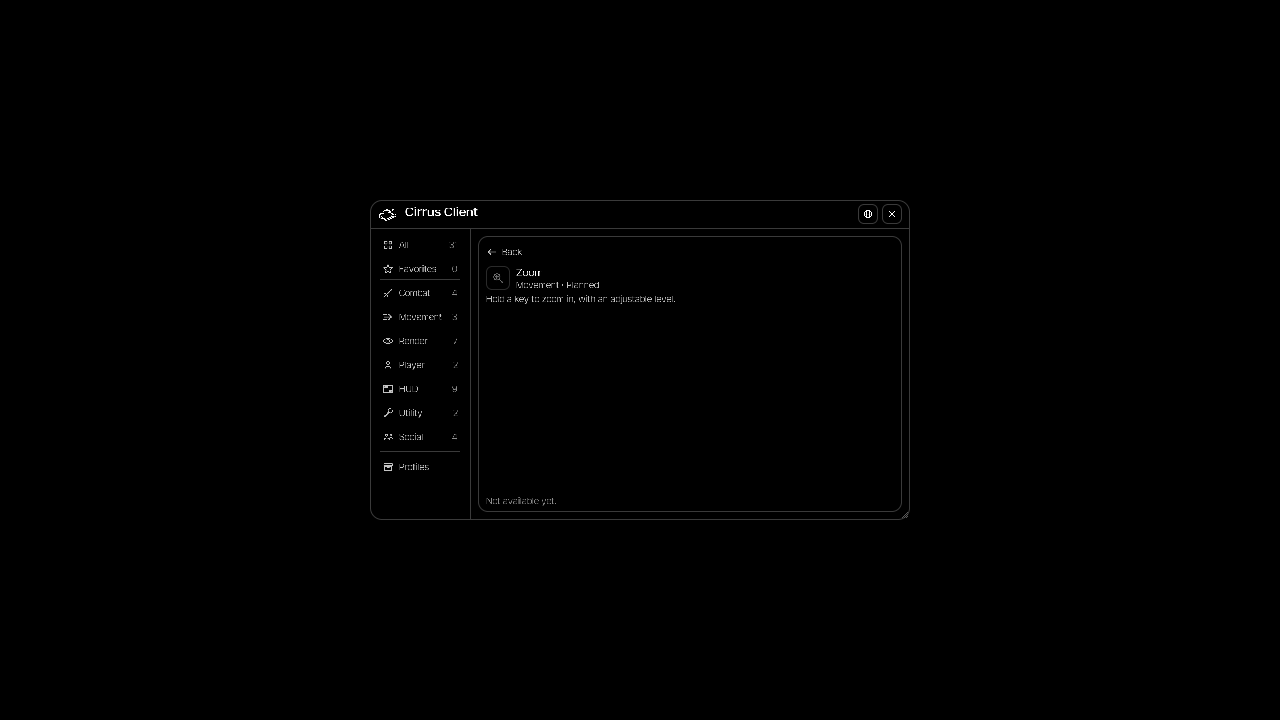 Cirrus Client
All 31
Favorites 0
Combat 4
Movement 3
Render 7
Player 2
HUD 9
Utility 2
Social 4
Profiles
Back
Zoom
Movement • Planned
Hold a key to zoom in, with an adjustable level.
Not available yet.